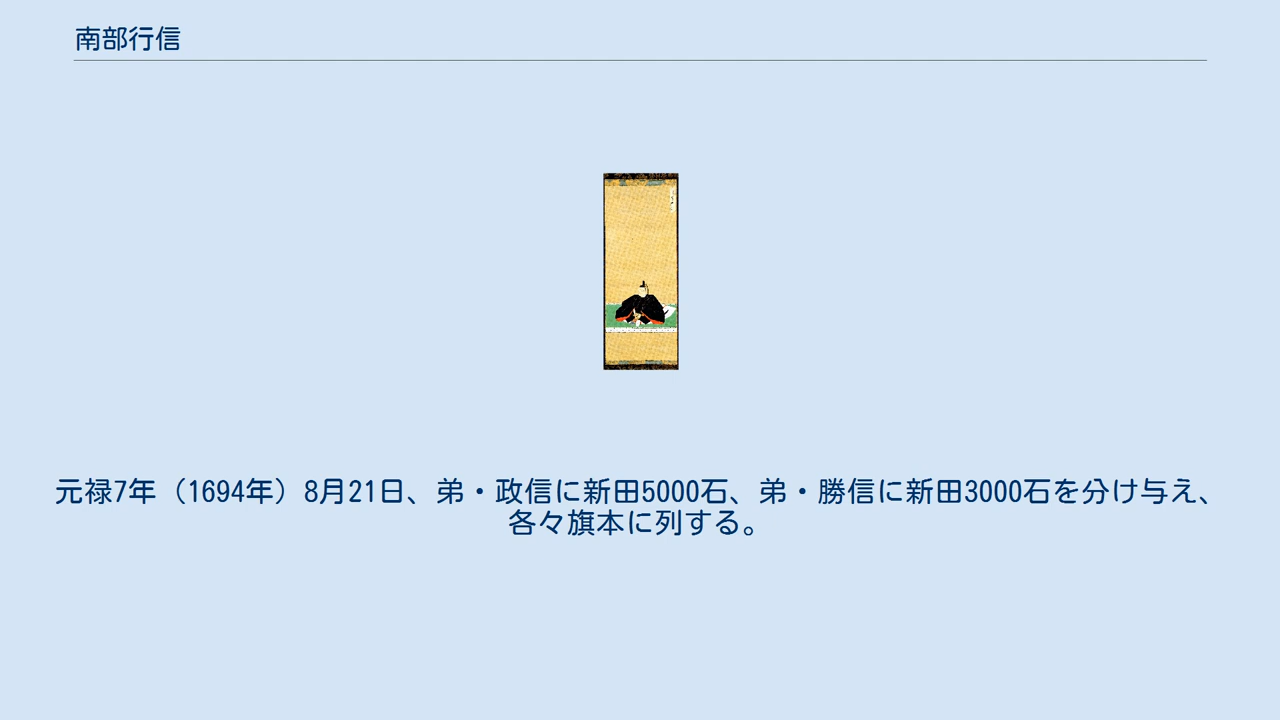 南部行信
元禄7年（1694年）8月21日、弟・政信に新田5000石、弟・勝信に新田3000石を分け与え、
各々旗本に列する。